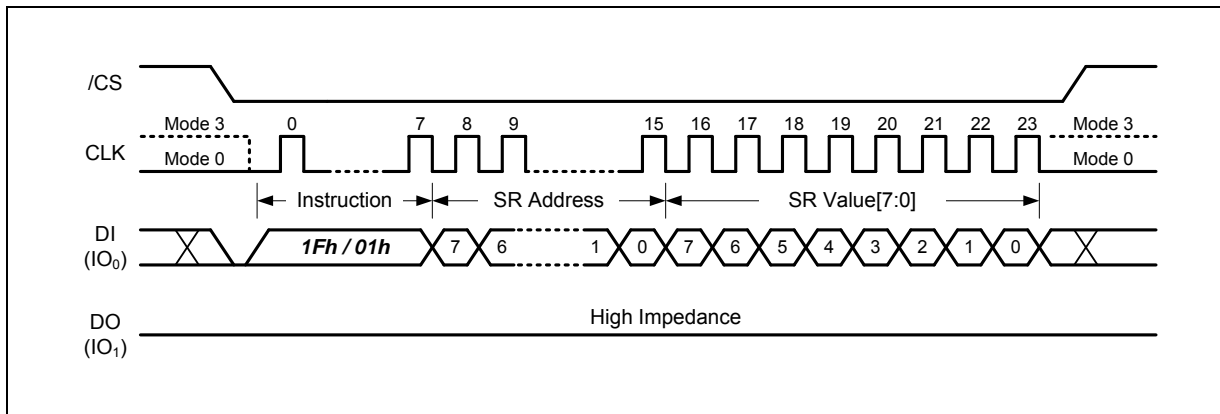 /CS
Mode 3 0 7 8 9 15 16 17 18 19 20 21 22 23 Mode 3
CLK
Mode 0 Mode 0
Instruction SR Address SR Value[7:0]
DI
(IO0)
1Fh / 01h 7 6 1 0 7 6 5 4 3 2 1 0
High Impedance
DO
(IO1)